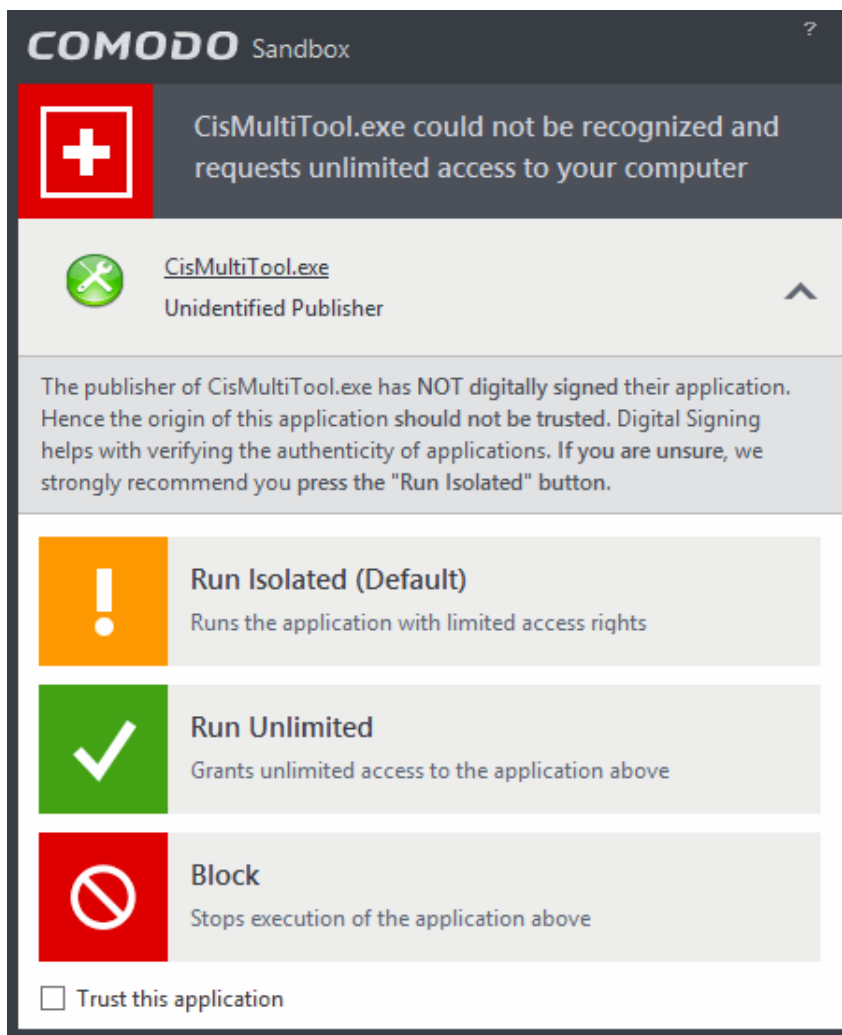 COMODO Sandbox
?
CisMultiTool.exe could not be recognized and
requests unlimited access to your computer
CisMultiTool.exe
Unidentified Publisher
The publisher of CisMultiTool.exe has NOT digitally signed their application.
Hence the origin of this application should not be trusted. Digital Signing
helps with verifying the authenticity of applications. If you are unsure, we
strongly recommend you press the "Run Isolated" button.
Run Isolated (Default)
Runs the application with limited access rights
Run Unlimited
Grants unlimited access to the application above
Block
Stops execution of the application above
Trust this application